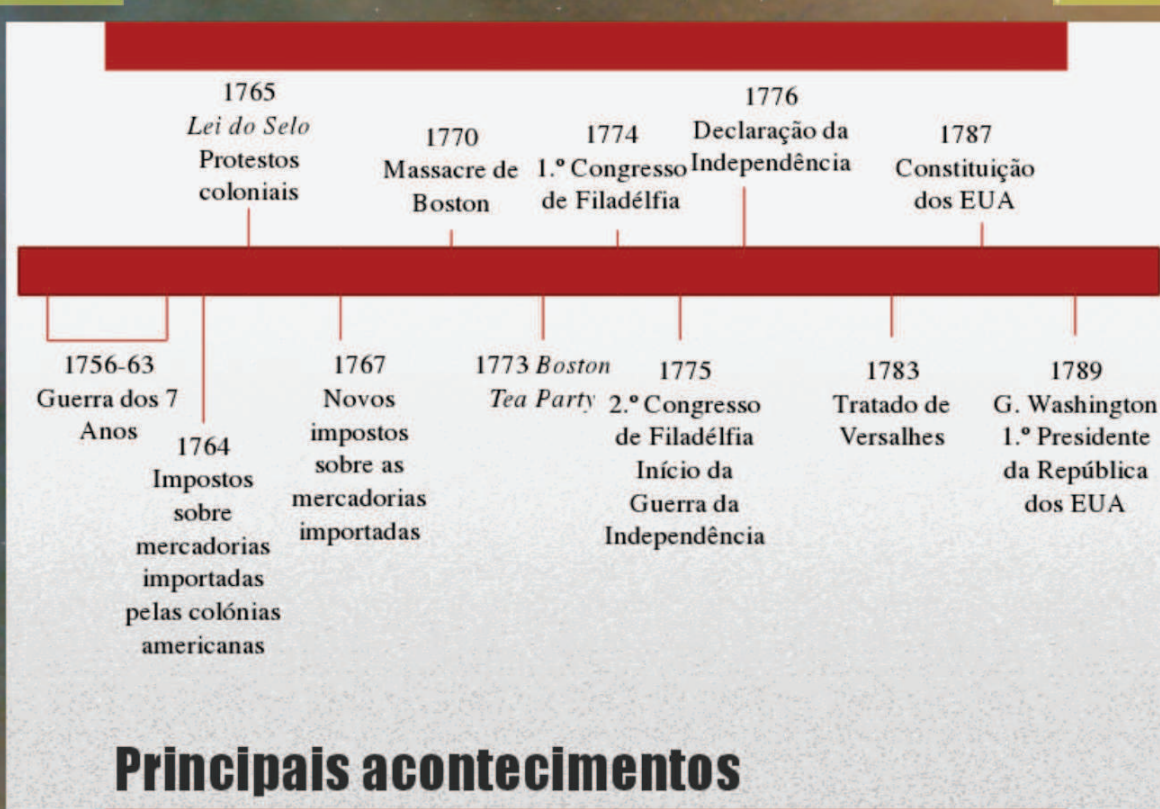 1765
Lei do Selo
Protestos
coloniais
1770
Massacre de
Boston
1774
1.º Congresso
de Filadélfia
1776
Declaração da
Independência
1787
Constituição
dos EUA
1756-63
Guerra dos 7
Anos
1764
Impostos
sobre
mercadorias
importadas
pelas colónias
americanas
1767
Novos
impostos
sobre as
mercadorias
importadas
1773 Boston
Tea Party
1775
2.º Congresso
de Filadélfia
Início da
Guerra da
Independência
1783
Tratado de
Versalhes
1789
G. Washington
1.º Presidente
da República
dos EUA
Principais acontecimentos